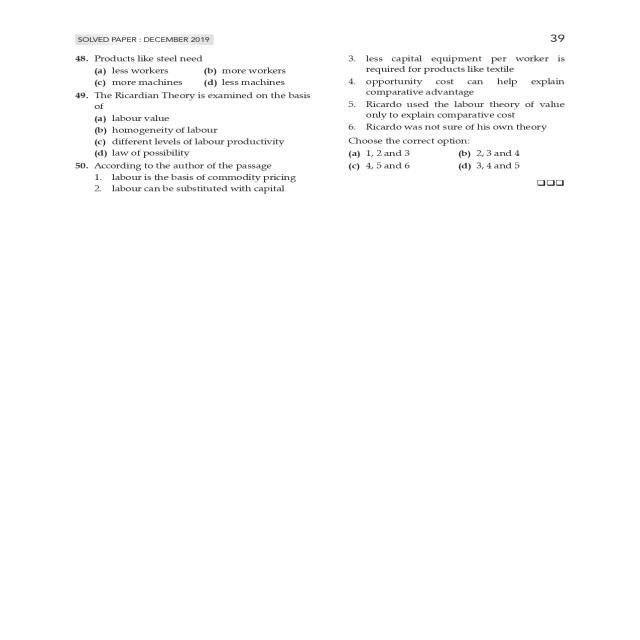 SOLVED PAPER : DECEMBER 2019
39
48. Products like steel need
(a) less workers (b) more workers
(c) more machines (d) less machines
49. The Ricardian Theory is examined on the basis
of
(a) labour value
(b) homogeneity of labour
(c) different levels of labour productivity
(d) law of possibility
50. According to the author of the passage
1. labour is the basis of commodity pricing
2. labour can be substituted with capital
3. less capital equipment per worker is
required for products like textile
4. opportunity cost can help explain
comparative advantage
5. Ricardo used the labour theory of value
only to explain comparative cost
6. Ricardo was not sure of his own theory
Choose the correct option:
(a) 1, 2 and 3 (b) 2, 3 and 4
(c) 4, 5 and 6 (d) 3, 4 and 5